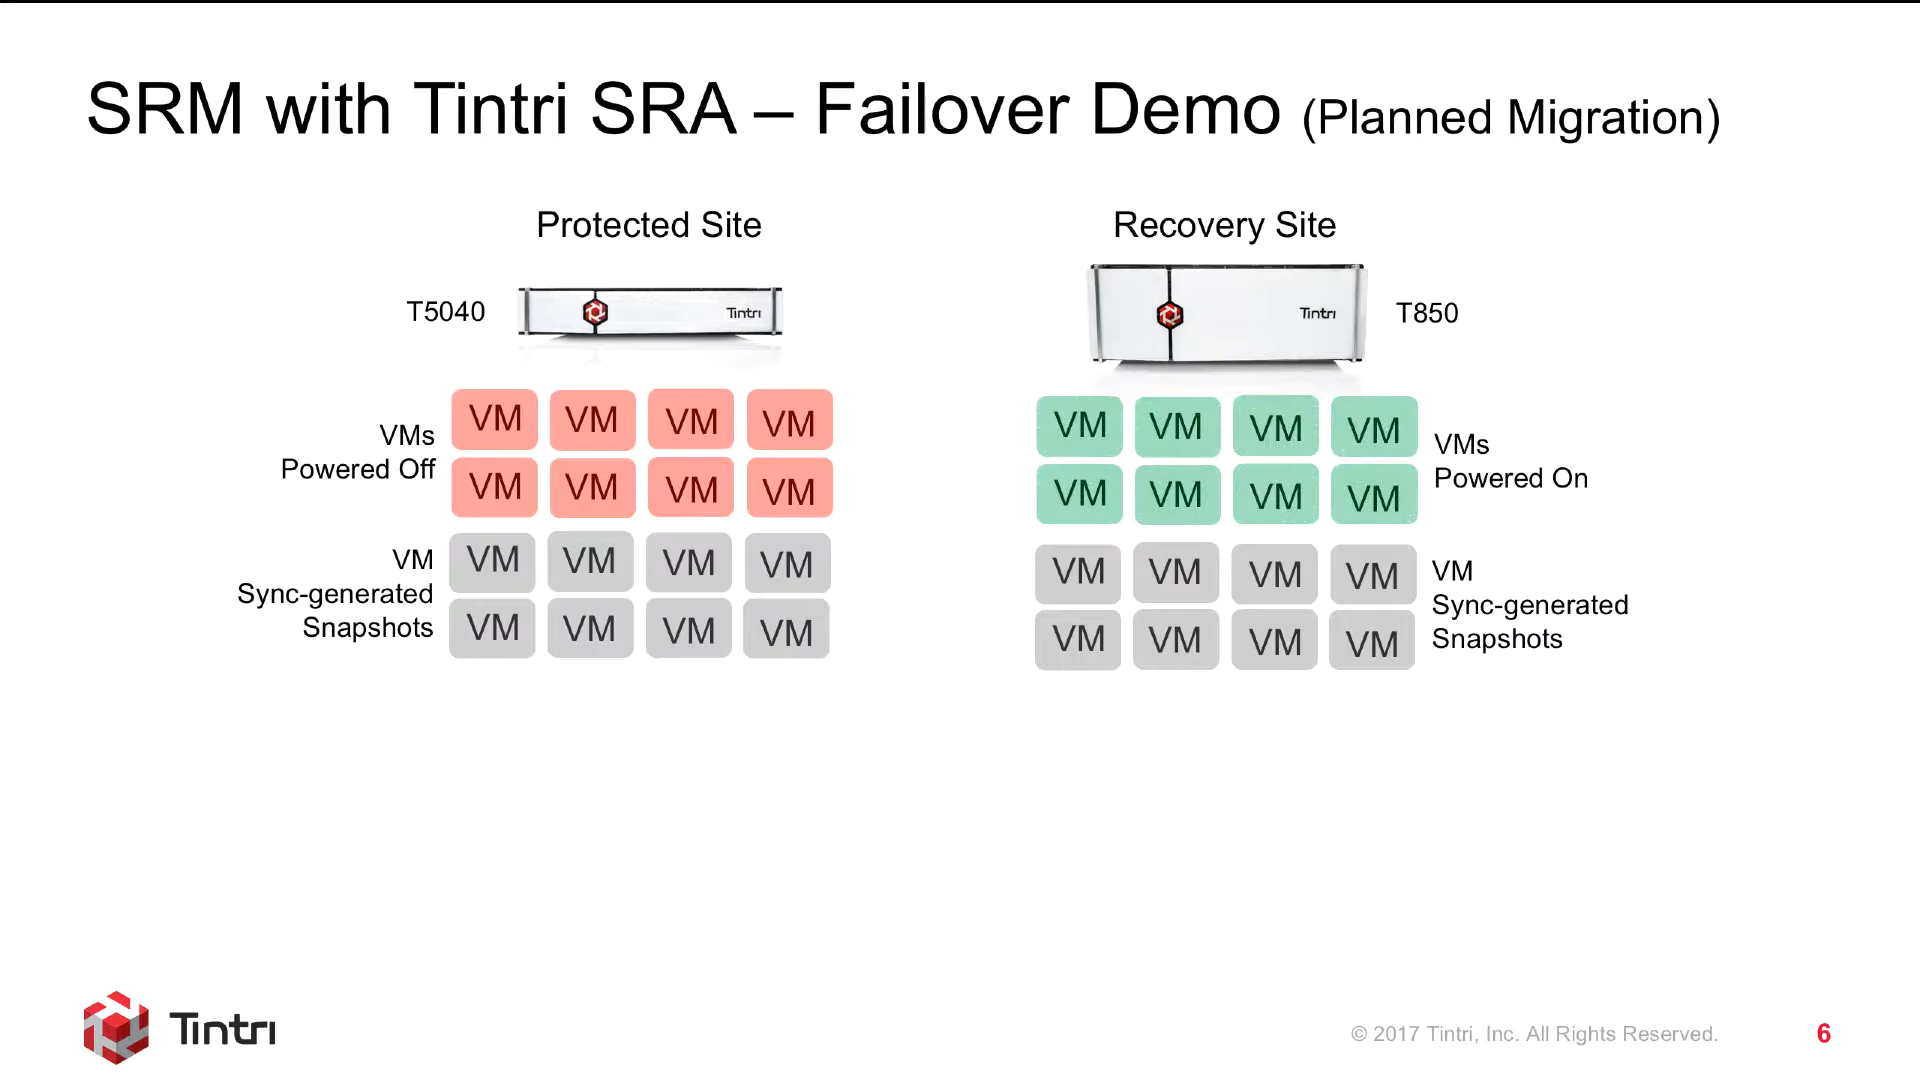 SRM with Tintri SRA – Failover Demo (Planned Migration)
Protected Site
Recovery Site
T5040
Tintri
Tintri
T850
VMs
Powered Off
VM VM VM VM
VM VM VM VM
VM VM VM VM
VM VM VM VM
VMs
Powered On
VM
Sync-generated
Snapshots
VM VM VM VM
VM VM VM VM
VM VM VM VM
VM VM VM VM
VM
Sync-generated
Snapshots
Tintri
© 2017 Tintri, Inc. All Rights Reserved.
6